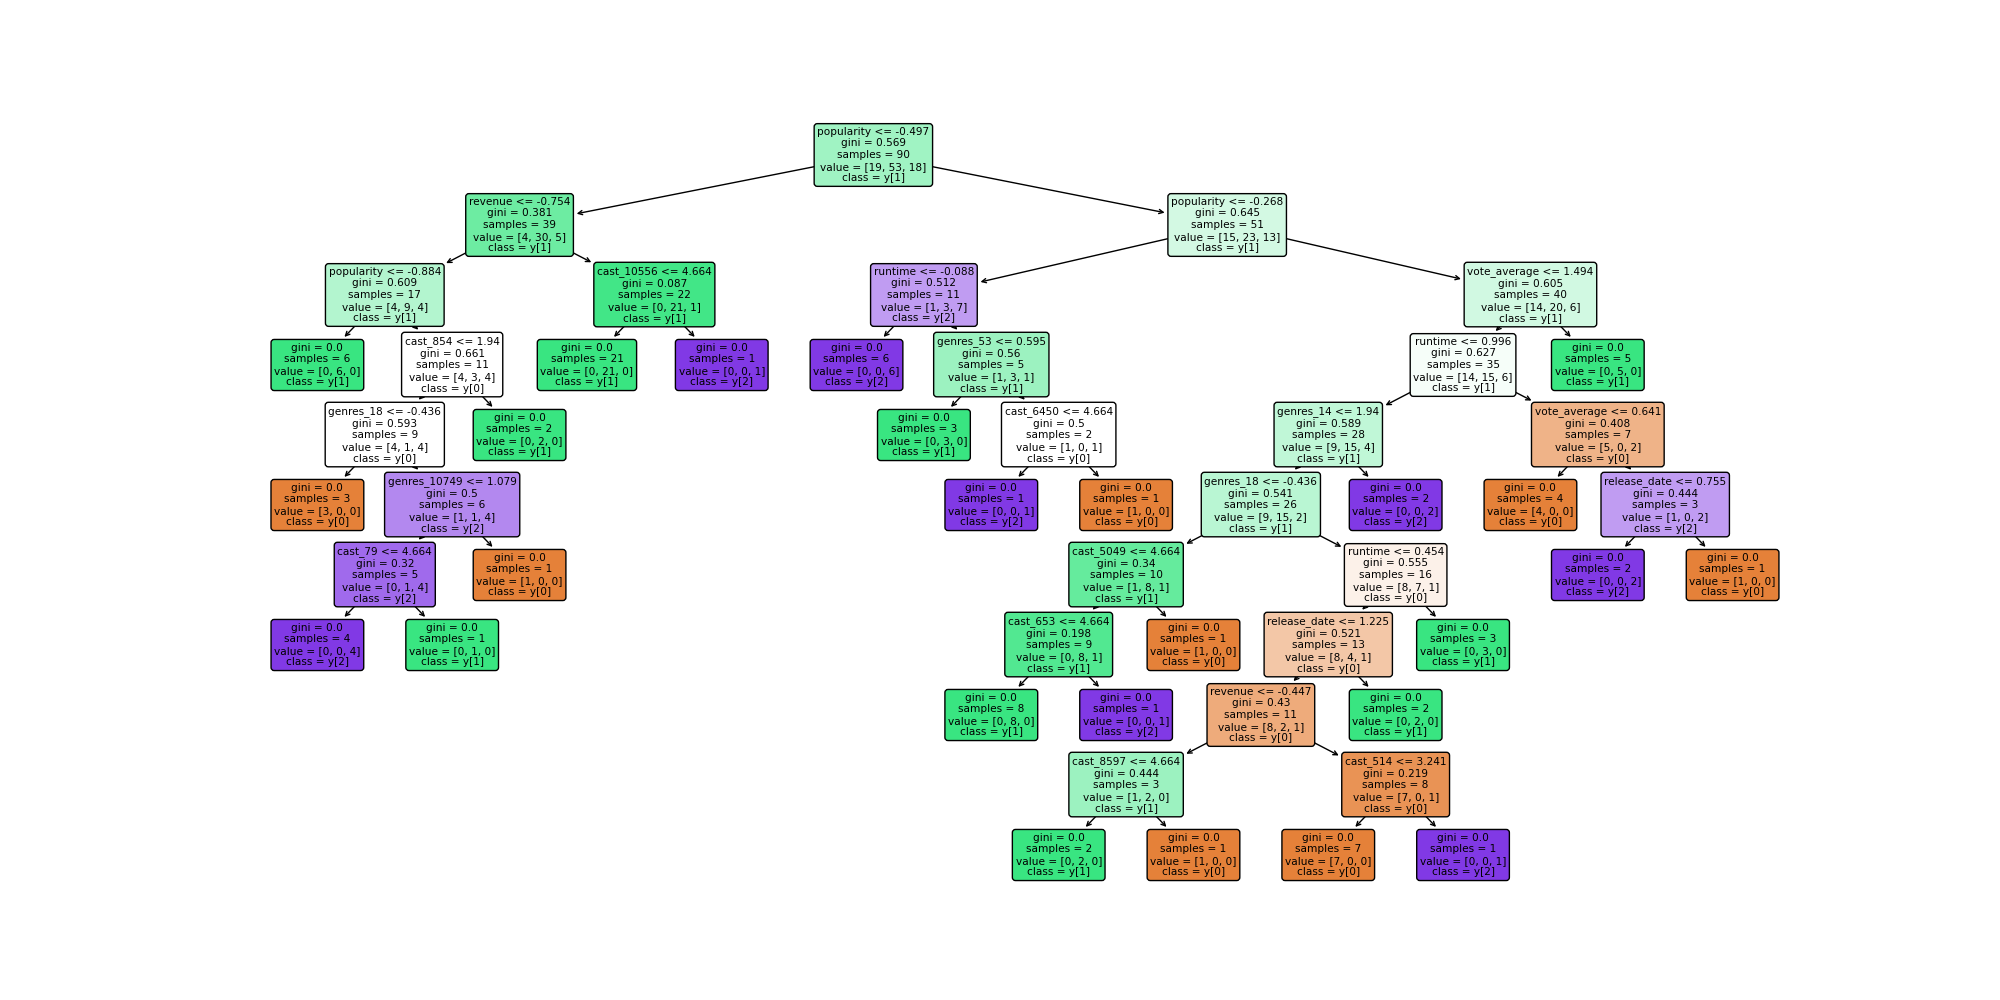 popularity <= -0.497
gini = 0.569
samples = 90
value = [19, 53, 18]
class = y[1]
revenue <= -0.754
gini = 0.381
samples = 39
value = [4, 30, 5]
class = y[1]
popularity <= -0.268
gini = 0.645
samples = 51
value = [15, 23, 13]
class = y[1]
popularity <= -0.884
gini = 0.609
samples = 17
value = [4, 9, 4]
class = y[1]
cast_10556 <= 4.664
gini = 0.087
samples = 22
value = [0, 21, 1]
class = y[1]
runtime <= -0.088
gini = 0.512
samples = 11
value = [1, 3, 7]
class = y[2]
vote_average <= 1.494
gini = 0.605
samples = 40
value = [14, 20, 6]
class = y[1]
gini = 0.0
samples = 6
value = [0, 6, 0]
class = y[1]
cast_854 <= 1.94
gini = 0.661
samples = 11
value = [4, 3, 4]
class = y[0]
gini = 0.0
samples = 21
value = [0, 21, 0]
class = y[1]
gini = 0.0
samples = 1
value = [0, 0, 1]
class = y[2]
gini = 0.0
samples = 6
value = [0, 0, 6]
class = y[2]
genres_53 <= 0.595
gini = 0.56
samples = 5
value = [1, 3, 1]
class = y[1]
runtime <= 0.996
gini = 0.627
samples = 35
value = [14, 15, 6]
class = y[1]
gini = 0.0
samples = 5
value = [0, 5, 0]
class = y[1]
genres_18 <= -0.436
gini = 0.593
samples = 9
value = [4, 1, 4]
class = y[0]
gini = 0.0
samples = 2
value = [0, 2, 0]
class = y[1]
gini = 0.0
samples = 3
value = [0, 3, 0]
class = y[1]
cast_6450 <= 4.664
gini = 0.5
samples = 2
value = [1, 0, 1]
class = y[0]
genres_14 <= 1.94
gini = 0.589
samples = 28
value = [9, 15, 4]
class = y[1]
vote_average <= 0.641
gini = 0.408
samples = 7
value = [5, 0, 2]
class = y[0]
gini = 0.0
samples = 3
value = [3, 0, 0]
class = y[0]
genres_10749 <= 1.079
gini = 0.5
samples = 6
value = [1, 1, 4]
class = y[2]
gini = 0.0
samples = 1
value = [0, 0, 1]
class = y[2]
gini = 0.0
samples = 1
value = [1, 0, 0]
class = y[0]
genres_18 <= -0.436
gini = 0.541
samples = 26
value = [9, 15, 2]
class = y[1]
gini = 0.0
samples = 2
value = [0, 0, 2]
class = y[2]
gini = 0.0
samples = 4
value = [4, 0, 0]
class = y[0]
release_date <= 0.755
gini = 0.444
samples = 3
value = [1, 0, 2]
class = y[2]
cast_79 <= 4.664
gini = 0.32
samples = 5
value = [0, 1, 4]
class = y[2]
gini = 0.0
samples = 1
value = [1, 0, 0]
class = y[0]
cast_5049 <= 4.664
gini = 0.34
samples = 10
value = [1, 8, 1]
class = y[1]
runtime <= 0.454
gini = 0.555
samples = 16
value = [8, 7, 1]
class = y[0]
gini = 0.0
samples = 2
value = [0, 0, 2]
class = y[2]
gini = 0.0
samples = 1
value = [1, 0, 0]
class = y[0]
gini = 0.0
samples = 4
value = [0, 0, 4]
class = y[2]
gini = 0.0
samples = 1
value = [0, 1, 0]
class = y[1]
cast_653 <= 4.664
gini = 0.198
samples = 9
value = [0, 8, 1]
class = y[1]
gini = 0.0
samples = 1
value = [1, 0, 0]
class = y[0]
release_date <= 1.225
gini = 0.521
samples = 13
value = [8, 4, 1]
class = y[0]
gini = 0.0
samples = 3
value = [0, 3, 0]
class = y[1]
gini = 0.0
samples = 8
value = [0, 8, 0]
class = y[1]
gini = 0.0
samples = 1
value = [0, 0, 1]
class = y[2]
revenue <= -0.447
gini = 0.43
samples = 11
value = [8, 2, 1]
class = y[0]
gini = 0.0
samples = 2
value = [0, 2, 0]
class = y[1]
cast_8597 <= 4.664
gini = 0.444
samples = 3
value = [1, 2, 0]
class = y[1]
cast_514 <= 3.241
gini = 0.219
samples = 8
value = [7, 0, 1]
class = y[0]
gini = 0.0
samples = 2
value = [0, 2, 0]
class = y[1]
gini = 0.0
samples = 1
value = [1, 0, 0]
class = y[0]
gini = 0.0
samples = 7
value = [7, 0, 0]
class = y[0]
gini = 0.0
samples = 1
value = [0, 0, 1]
class = y[2]